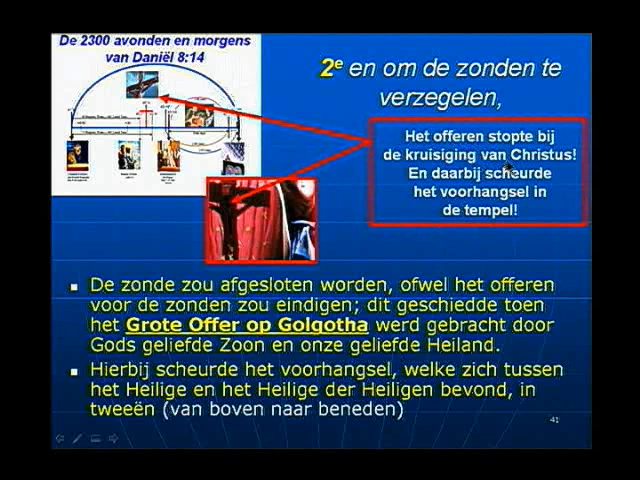 De 2300 avonden en morgens
van Daniël 8:14
2e en om de zonden te
verzegelen,
Het offeren stopte bij
de kruisiging van Christus!
En daarbij scheurde
het voorhangsel in
de tempel!
De zonde zou afgesloten worden, ofwel het offeren
voor de zonden zou eindigen; dit geschiedde toen
het Grote Offer op Golgotha werd gebracht door
Gods geliefde Zoon en onze geliefde Heiland.
Hierbij scheurde het voorhangsel, welke zich tussen
het Heilige en het Heilige der Heiligen bevond, in
tweeën (van boven naar beneden)
41